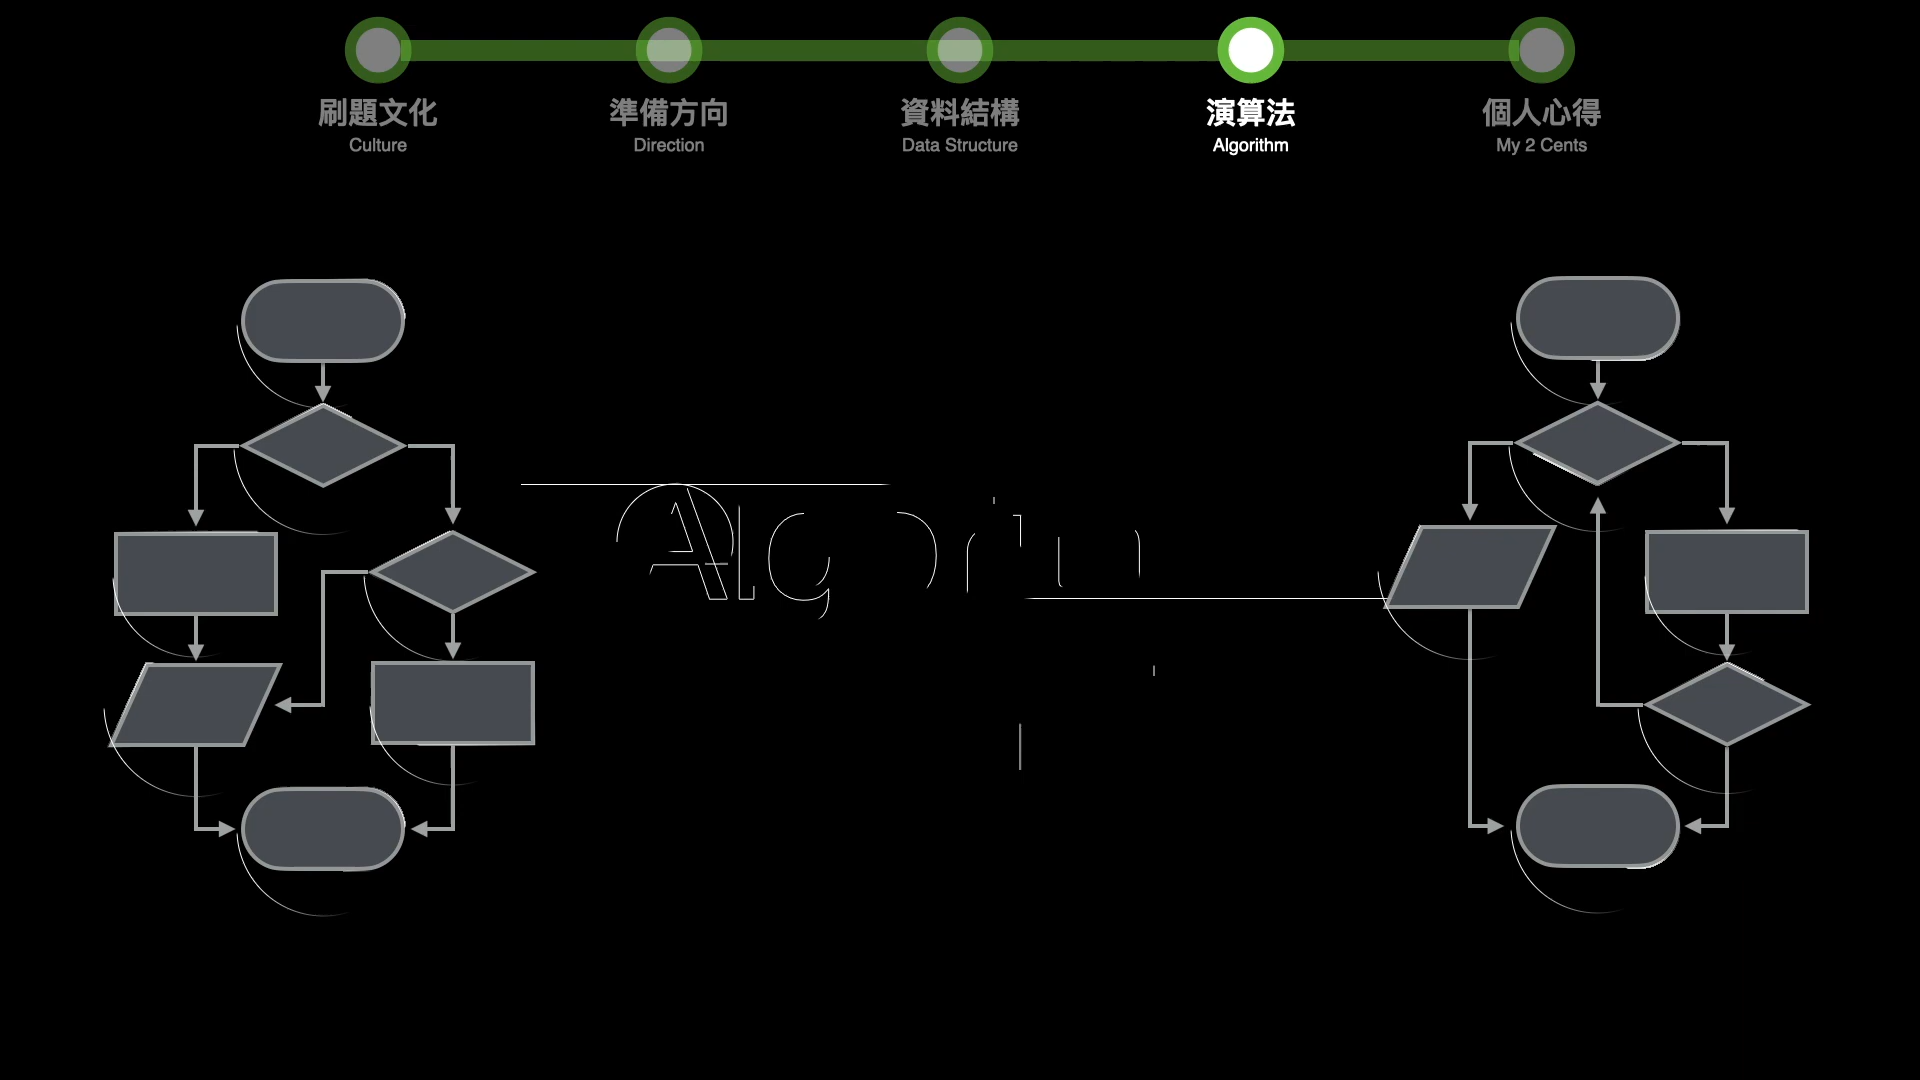 刷題文化
Culture
準備方向
Direction
資料結構
Data Structure
演算法
Algorithm
個人心得
My 2 Cents